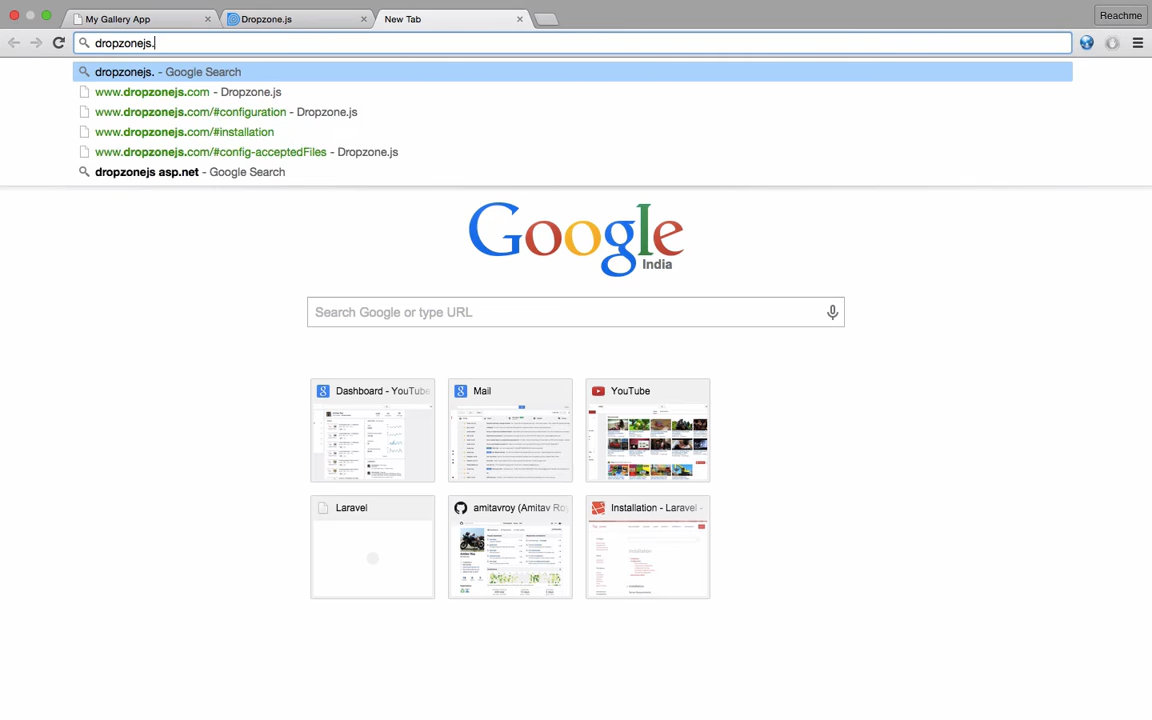 My Gallery App
Dropzone.js
New Tab
Reachme
dropzonejs.
dropzonejs. - Google Search
www.dropzonejs.com - Dropzone.js
www.dropzonejs.com/#configuration - Dropzone.js
www.dropzonejs.com/#installation
www.dropzonejs.com/#config-acceptedFiles - Dropzone.js
dropzonejs asp.net - Google Search
Google
India
Search Google or type URL
Dashboard - YouTube
Mail
YouTube
Laravel
amitavroy (Amitav Roy
Installation - Laravel -